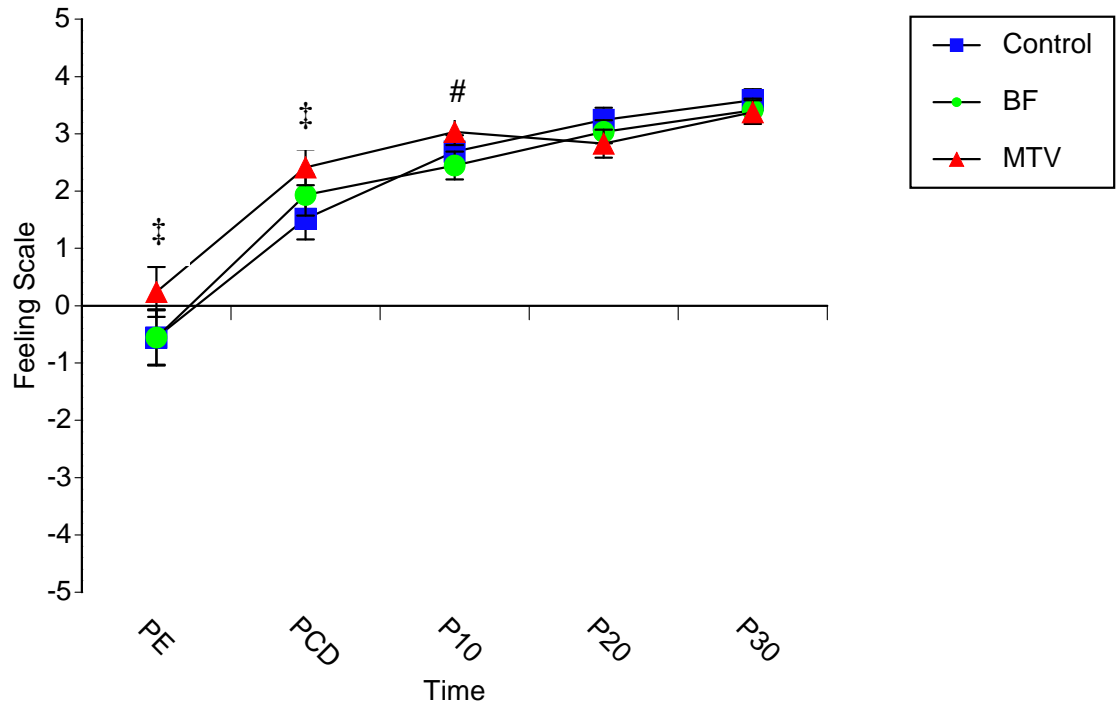 Feeling Scale
5
4
3
2
1
0
-1
-2
-3
-4
-5
‡
‡
#
PE
PCD
P10
P20
P30
Time
Control
BF
MTV